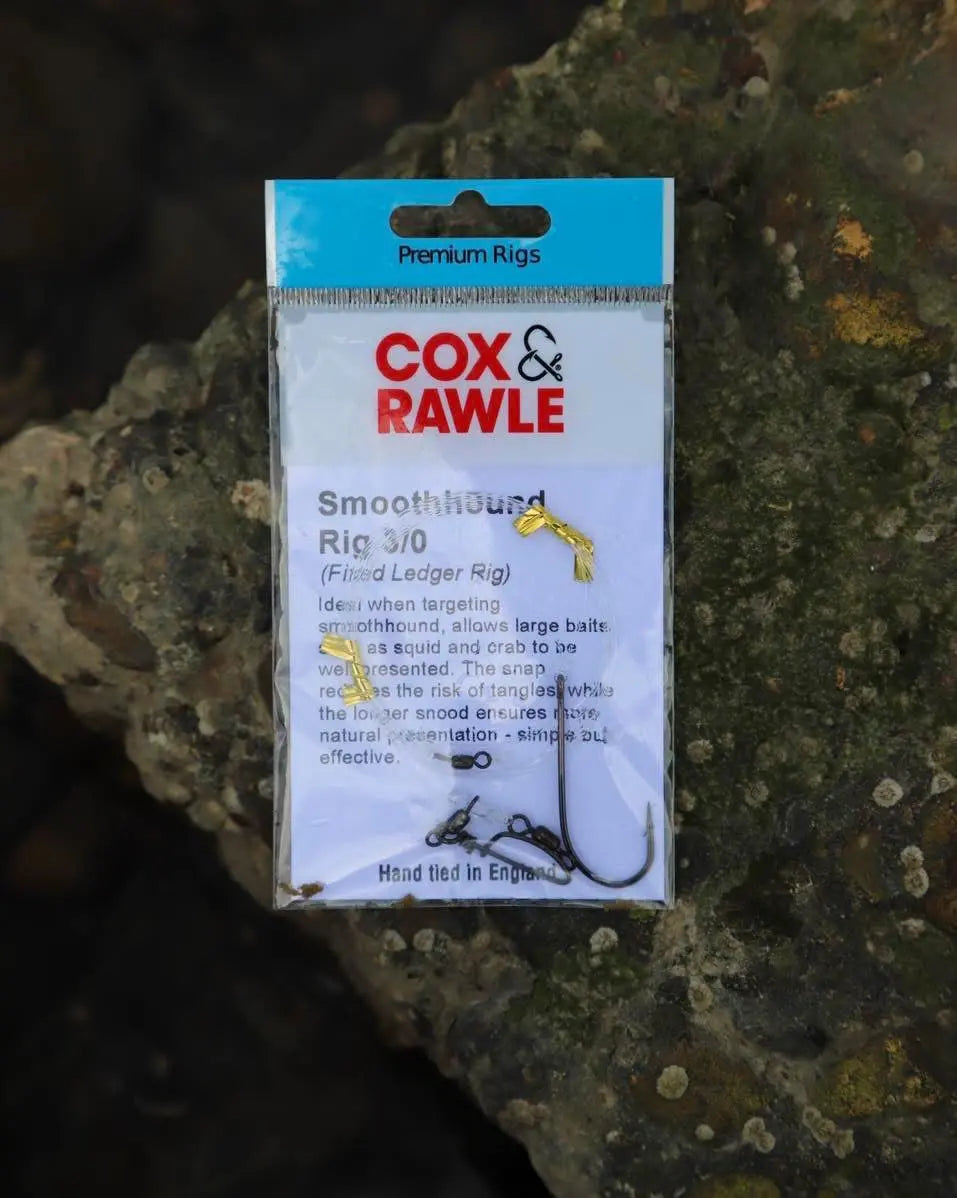 Premium Rigs
COX &
RAWLE
Smoothhound
Rig 3/0
(Fixed Ledger Rig)
Ideal when targeting
smoothhound, allows large baits
as squid and crab to be
well presented. The snap
reduces the risk of tangles, while
the longer snood ensures more
natural presentation - simple but
effective.
Hand tied in England